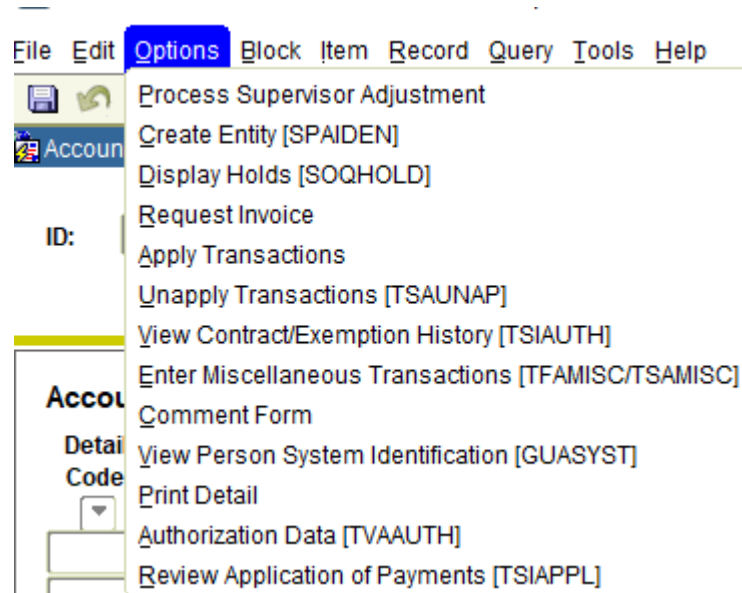 File Edit Options Block Item Record Query Tools Help
Process Supervisor Adjustment
Create Entity [SPAIDEN]
Accoun
Display Holds [SOQHOLD]
Request Invoice
ID:
Apply Transactions
Unapply Transactions [TSAUNAP]
View Contract/Exemption History [TSIAUTH]
Enter Miscellaneous Transactions [TFAMISC/TSAMISC]
Accou
Comment Form
Detai
View Person System Identification [GUASYST]
Code
Print Detail
Authorization Data [TVAAUTH]
Review Application of Payments [TSIAPPL]